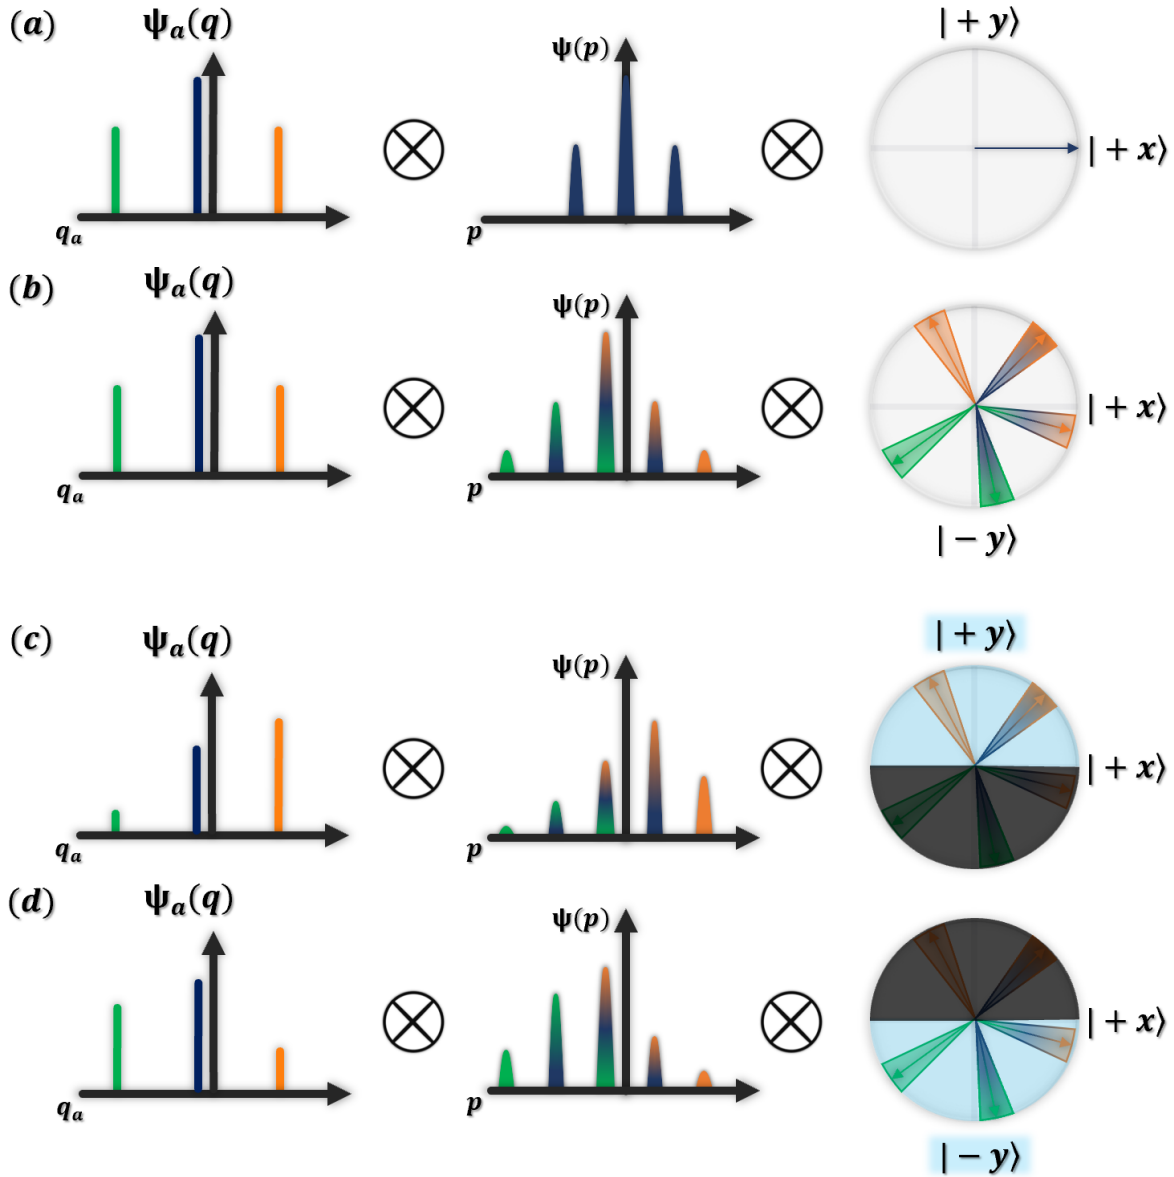 (a) ψₐ(q) ψ(p) |+y⟩
|+x⟩
qₐ p
(b) ψₐ(q) ψ(p)
|+x⟩
qₐ p
|−y⟩
(c) ψₐ(q) ψ(p) |+y⟩
|+x⟩
qₐ p
(d) ψₐ(q) ψ(p)
|+x⟩
qₐ p
|−y⟩